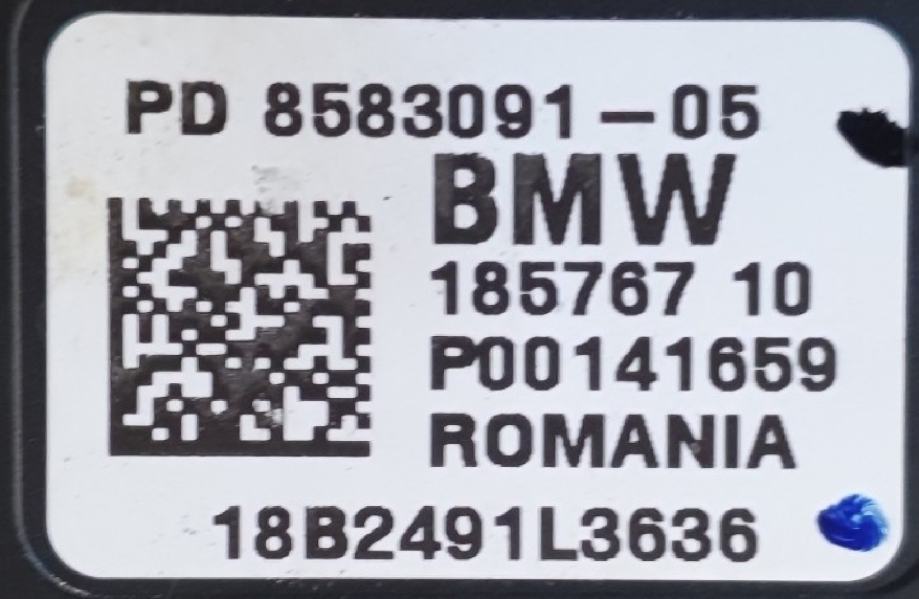 PD 8583091-05
BMW
185767 10
P00141659
ROMANIA
18B2491L3636